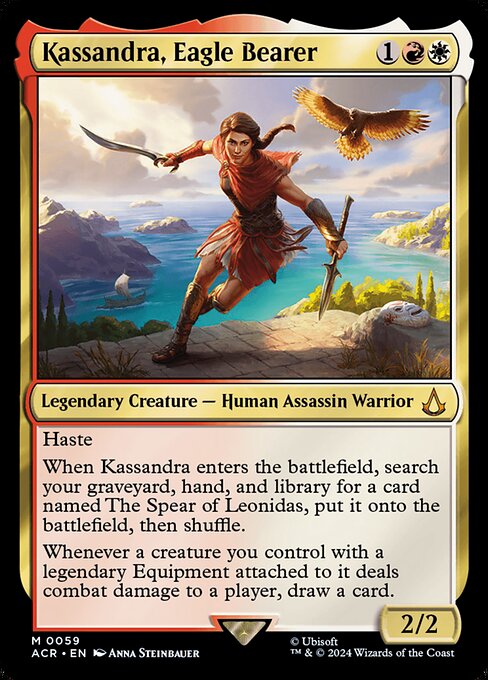 Kassandra, Eagle Bearer 1
Legendary Creature — Human Assassin Warrior
Haste
When Kassandra enters the battlefield, search
your graveyard, hand, and library for a card
named The Spear of Leonidas, put it onto the
battlefield, then shuffle.
Whenever a creature you control with a
legendary Equipment attached to it deals
combat damage to a player, draw a card.
2/2
M 0059
ACR • EN Anna Steinbauer
© Ubisoft
™ & © 2024 Wizards of the Coast